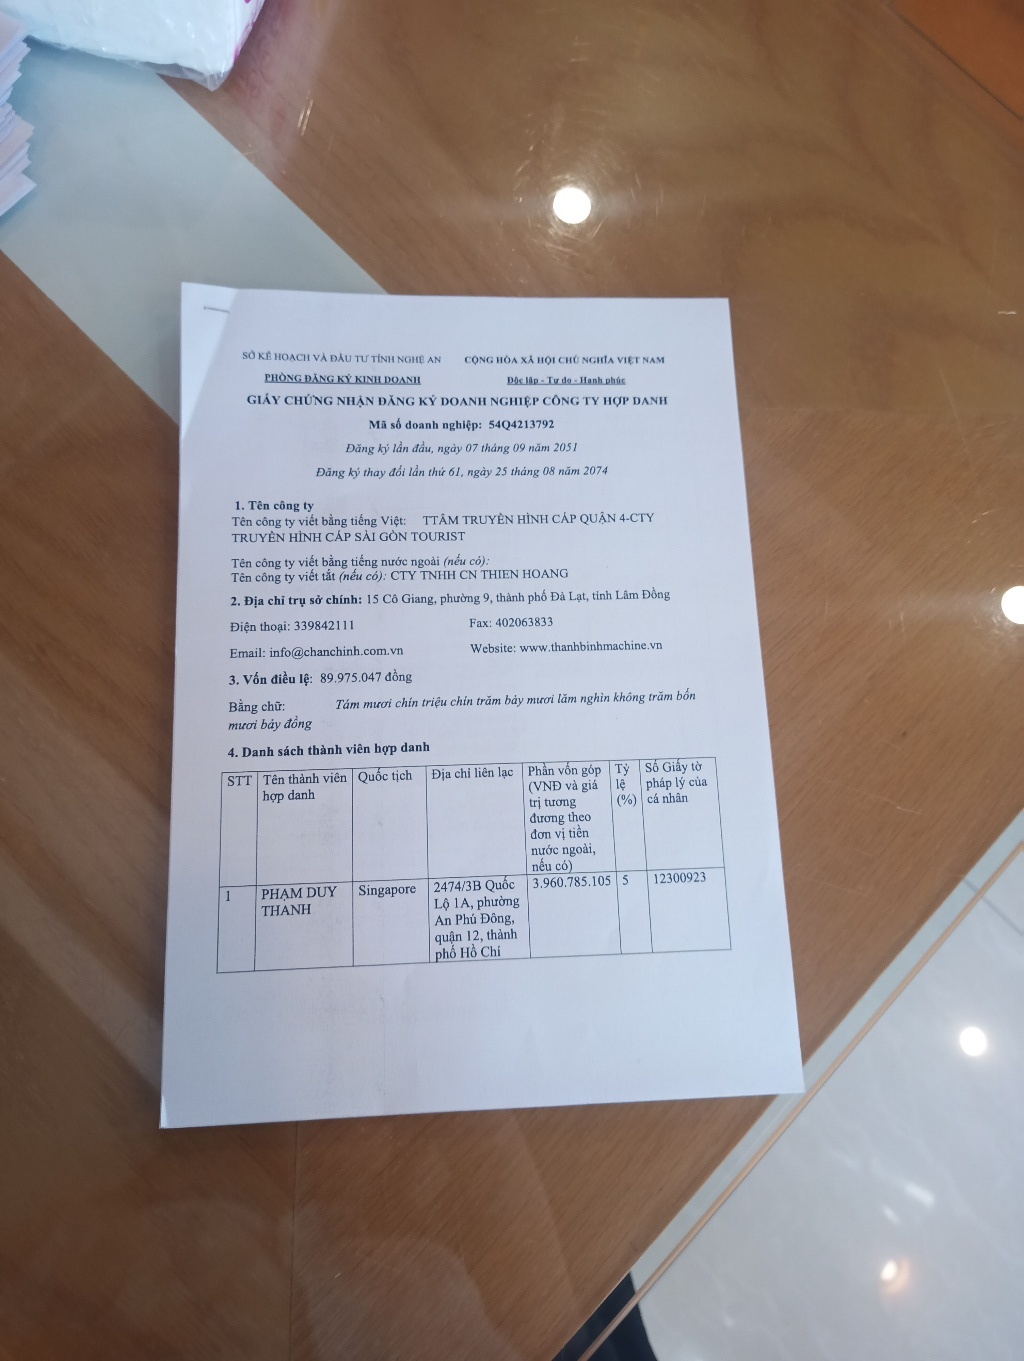 SỞ KẾ HOẠCH VÀ ĐẦU TƯ TỈNH NGHỆ AN
CỘNG HÒA XÃ HỘI CHỦ NGHĨA VIỆT NAM
PHÒNG ĐĂNG KÝ KINH DOANH
Độc lập - Tự do - Hạnh phúc
GIẤY CHỨNG NHẬN ĐĂNG KÝ DOANH NGHIỆP CÔNG TY HỢP DANH
Mã số doanh nghiệp: 54Q4213792
Đăng ký lần đầu, ngày 07 tháng 09 năm 2051
Đăng ký thay đổi lần thứ 61, ngày 25 tháng 08 năm 2074
1. Tên công ty
Tên công ty viết bằng tiếng Việt: TTÂM TRUYỀN HÌNH CÁP QUẬN 4-CTY
TRUYỀN HÌNH CÁP SÀI GÒN TOURIST
Tên công ty viết bằng tiếng nước ngoài (nếu có):
Tên công ty viết tắt (nếu có): CTY TNHH CN THIEN HOANG
2. Địa chỉ trụ sở chính: 15 Cô Giang, phường 9, thành phố Đà Lạt, tỉnh Lâm Đồng
Điện thoại: 339842111
Fax: 402063833
Email: info@chanchinh.com.vn
Website: www.thanhbinhmachine.vn
3. Vốn điều lệ: 89.975.047 đồng
Bằng chữ: Tám mươi chín triệu chín trăm bảy mươi lăm nghìn không trăm bốn
mươi bảy đồng
4. Danh sách thành viên hợp danh
STT
Tên thành viên
hợp danh
Quốc tịch
Địa chỉ liên lạc
Phần vốn góp
(VNĐ và giá
trị tương
đương theo
đơn vị tiền
nước ngoài,
nếu có)
Tỷ
lệ
(%)
Số Giấy tờ
pháp lý của
cá nhân
1
PHẠM DUY
THANH
Singapore
2474/3B Quốc
Lộ 1A, phường
An Phú Đông,
quận 12, thành
phố Hồ Chí
3.960.785.105
5
12300923